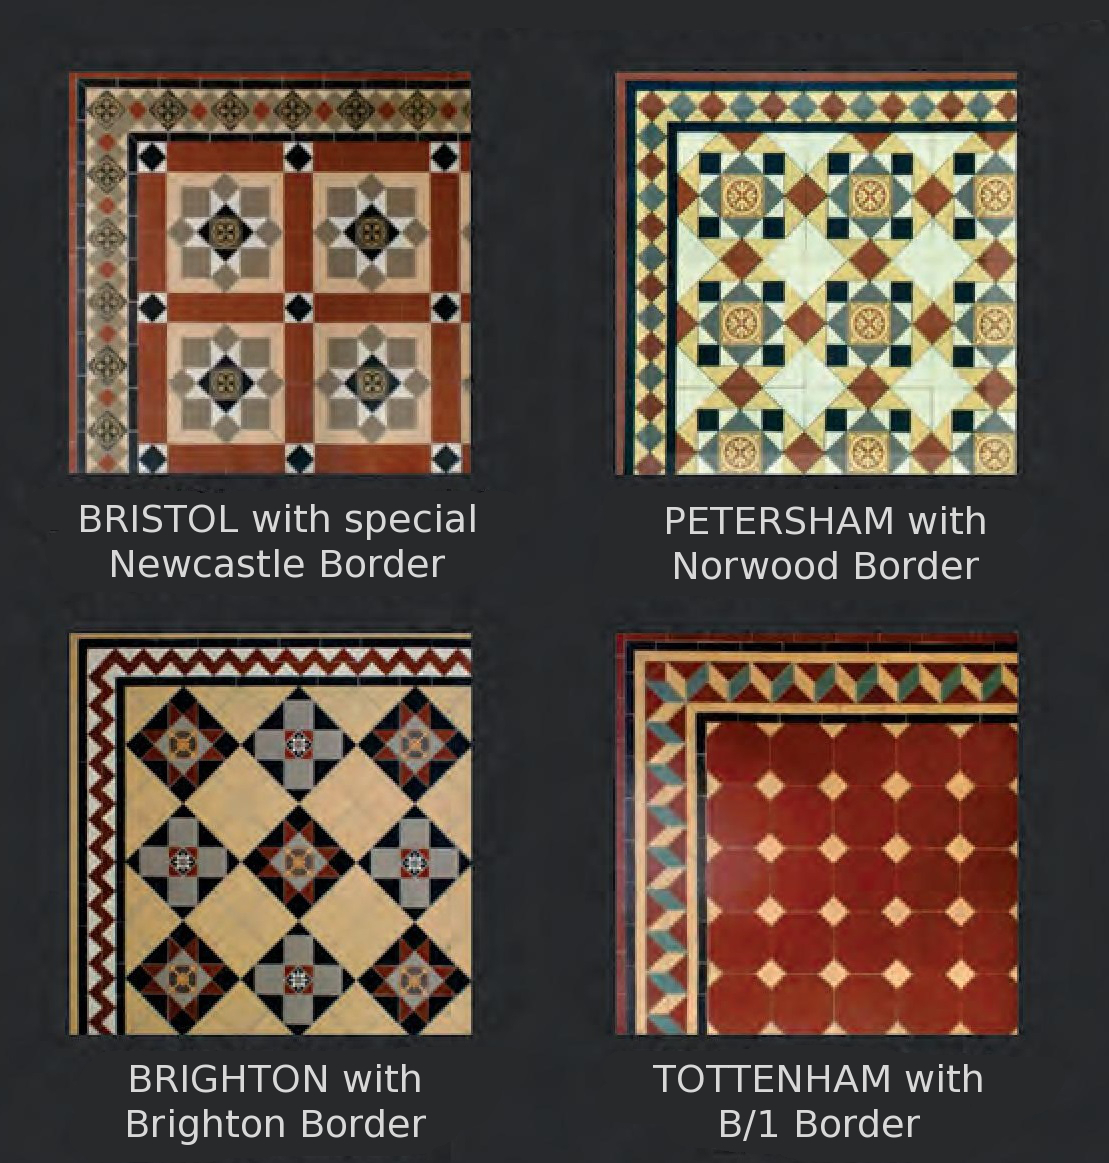 BRISTOL with special
Newcastle Border
PETERSHAM with
Norwood Border
BRIGHTON with
Brighton Border
TOTTENHAM with
B/1 Border